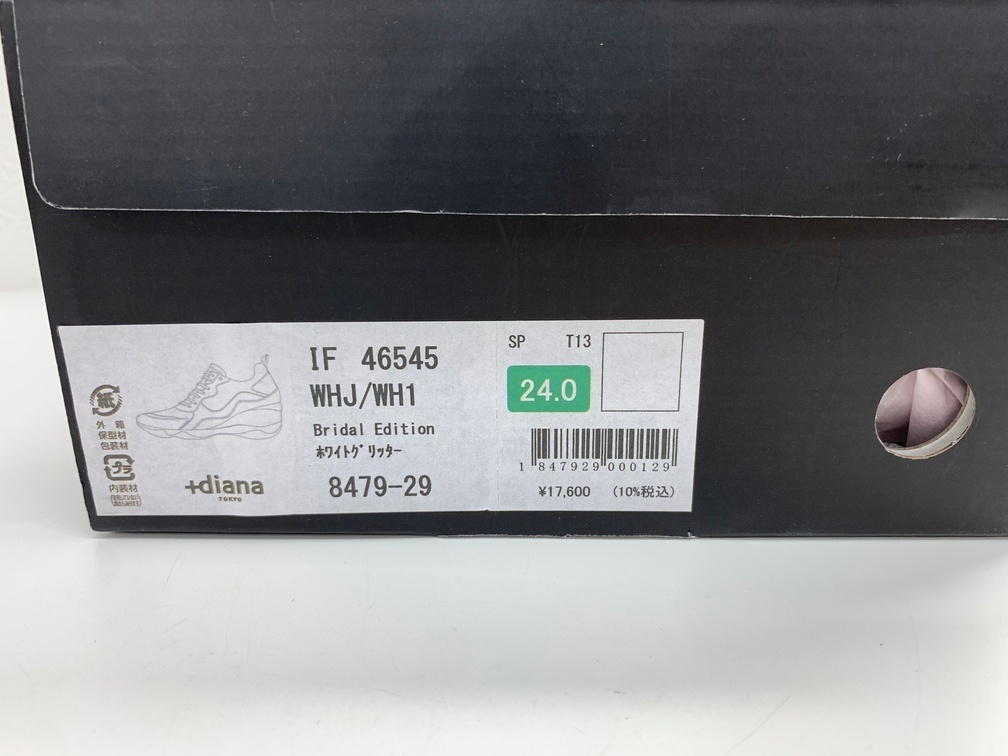 紙
外箱
保型材
包装材
プラ
内装材
+diana
TOKYO
IF 46545
WHJ/WH1
Bridal Edition
ホワイトグリッター
8479-29
SP T13
24.0
1 847929 000129
¥17,600 (10%税込)